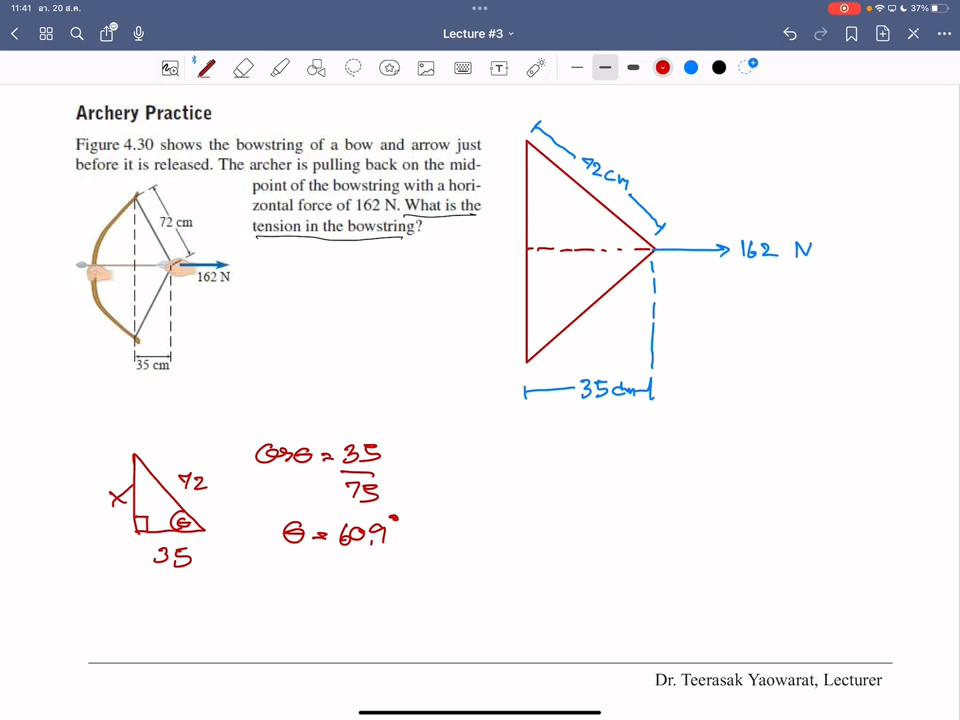 11:41 อา. 20 ส.ค.
37%
Lecture #3
Archery Practice
Figure 4.30 shows the bowstring of a bow and arrow just
before it is released. The archer is pulling back on the mid-
point of the bowstring with a hori-
zontal force of 162 N. What is the
tension in the bowstring?
72 cm
162 N
35 cm
72cm
162 N
35cm
x
72
θ
35
cosθ = 35
75
θ = 60.9°
Dr. Teerasak Yaowarat, Lecturer